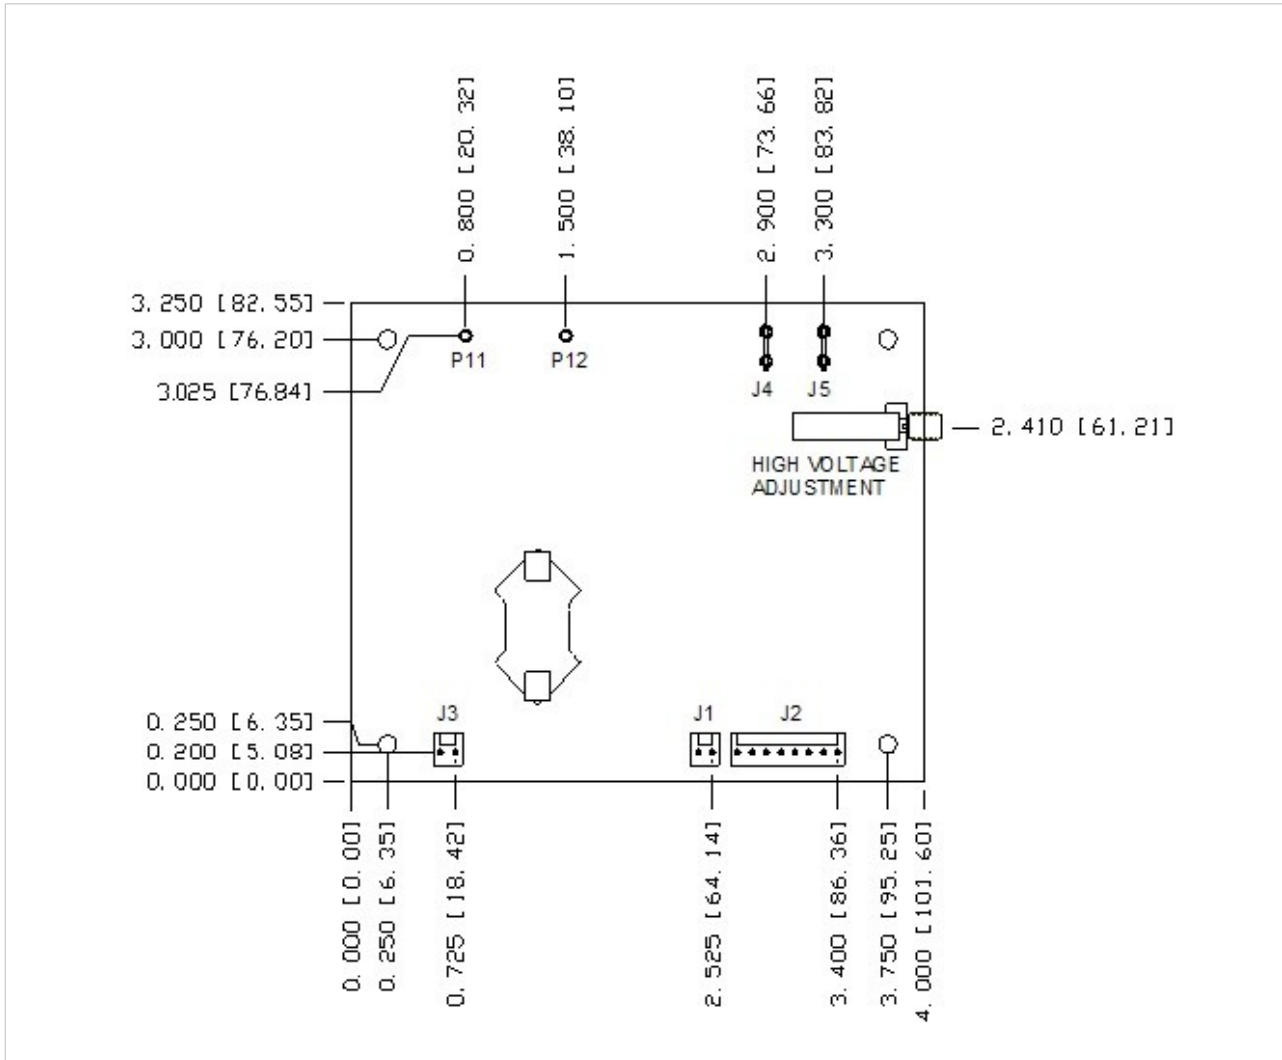 0.800 [20.32]
1.500 [38.10]
2.900 [73.66]
3.300 [83.82]
3.250 [82.55]
3.000 [76.20]
3.025 [76.84]
P11
P12
J4
J5
2.410 [61.21]
HIGH VOLTAGE
ADJUSTMENT
J3
J1
J2
0.250 [6.35]
0.200 [5.08]
0.000 [0.00]
0.000 [0.00]
0.250 [6.35]
0.725 [18.42]
2.525 [64.14]
3.400 [86.36]
3.750 [95.25]
4.000 [101.60]